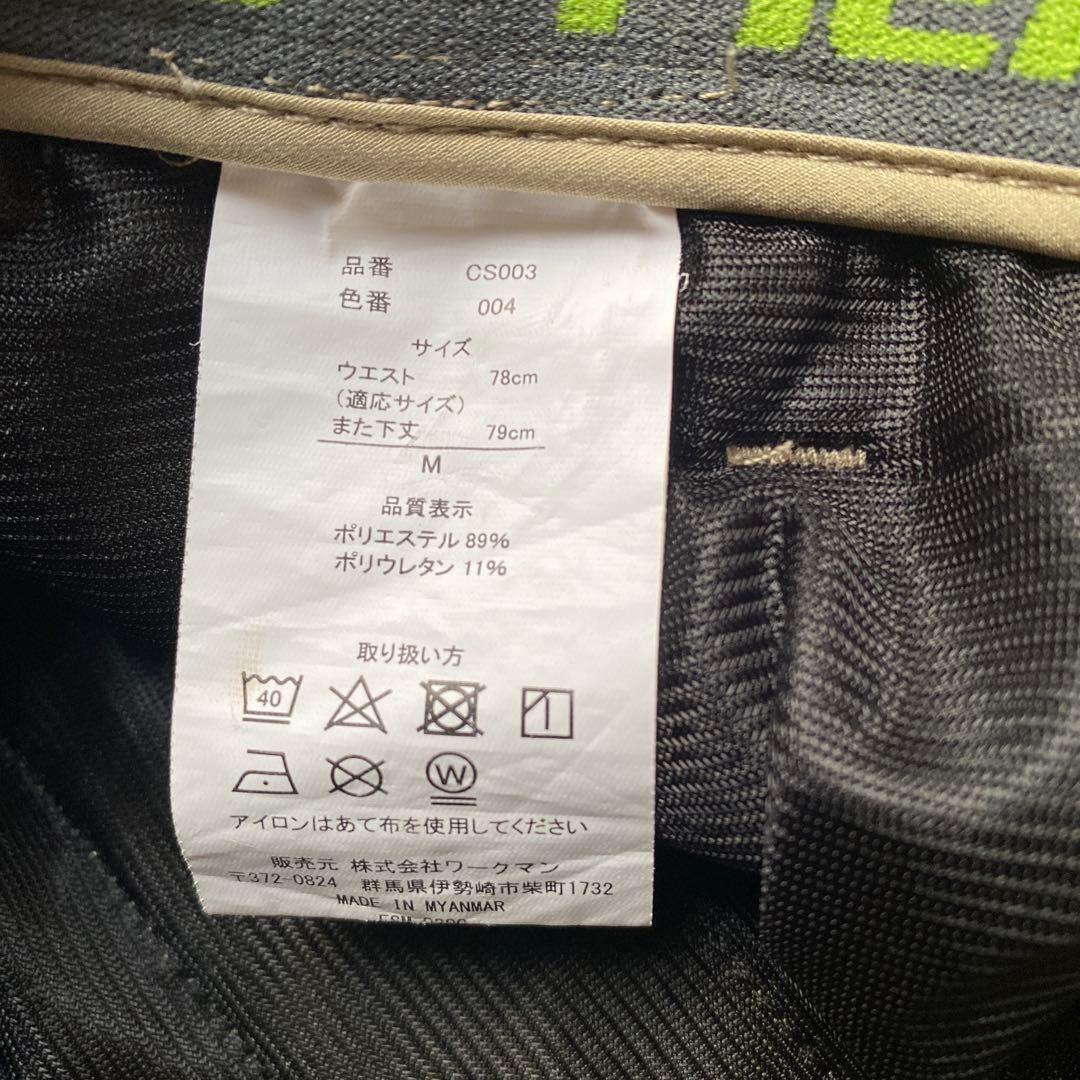 品番 CS003
色番 004
サイズ
ウエスト 78cm
(適応サイズ)
また下丈 79cm
M
品質表示
ポリエステル 89%
ポリウレタン 11%
取り扱い方
40
W
アイロンはあて布を使用してください
販売元 株式会社ワークマン
〒372-0824 群馬県伊勢崎市柴町1732
MADE IN MYANMAR